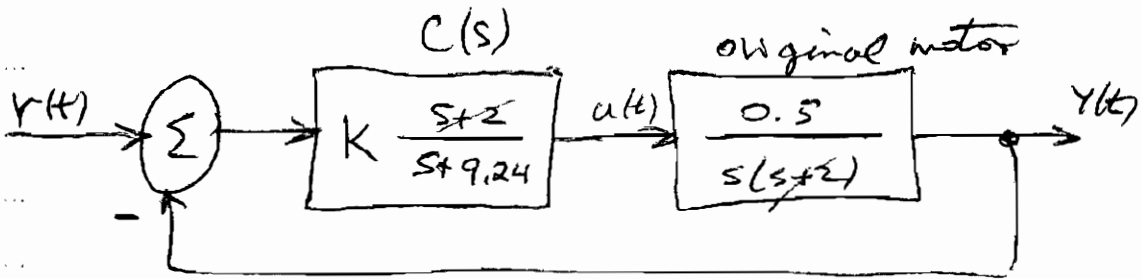 C(s)
original motor
r(t)
Σ
K (s+2)/(s+9.24)
u(t)
0.5/(s(s+2))
y(t)
-